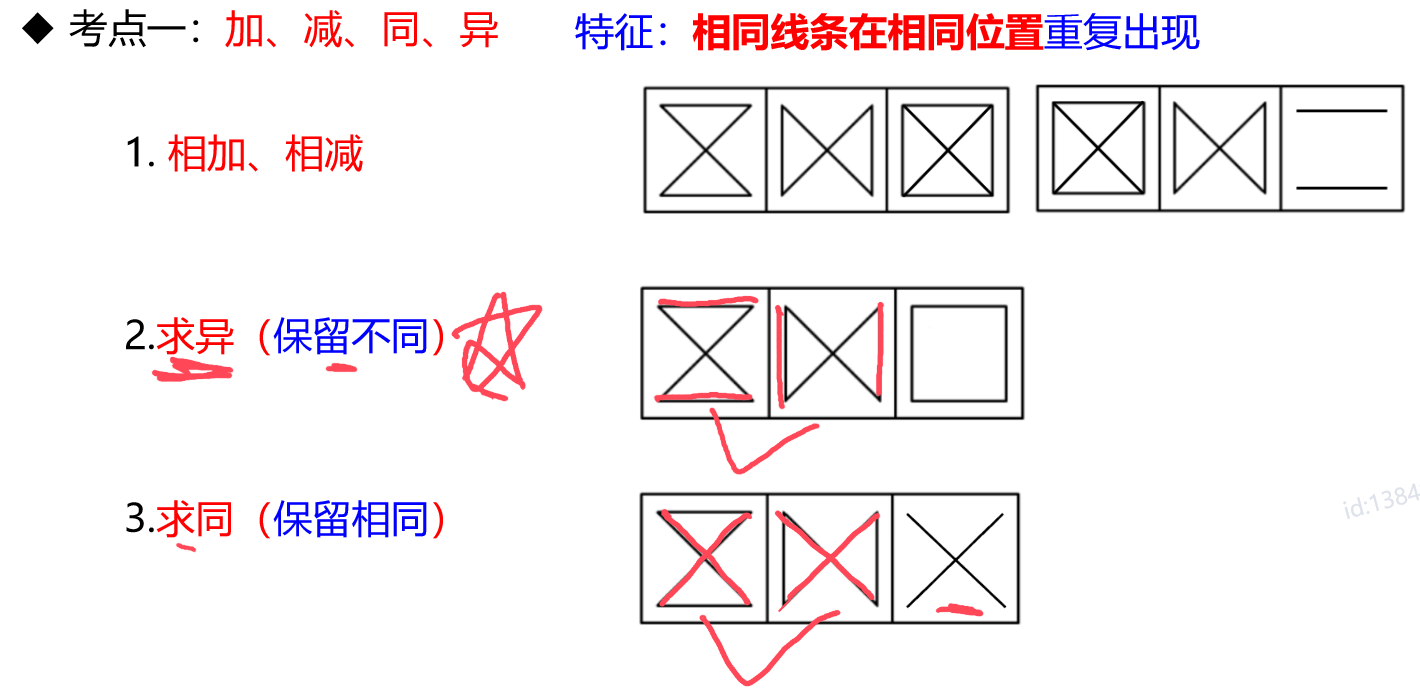 ◆ 考点一：加、减、同、异 特征：相同线条在相同位置重复出现
1. 相加、相减
2.求异（保留不同）
3.求同（保留相同）
id:1384